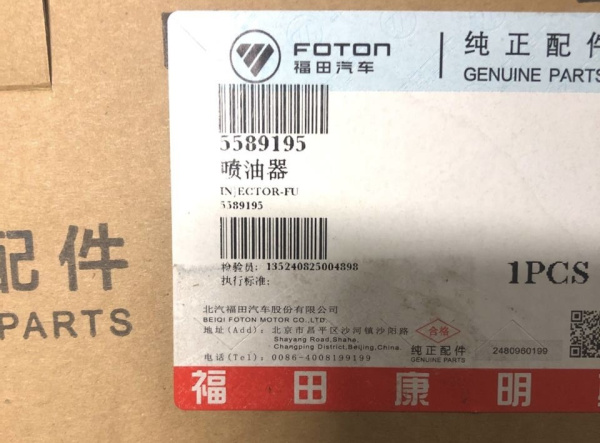 FOTON
福田汽车
纯正配件
GENUINE PARTS
5589195
喷油器
INJECTOR-FU
5589195
检验员: 135240825004898
执行标准:
1PCS
北汽福田汽车股份有限公司
BEIQI FOTON MOTOR CO.,LTD.
地址(Add): 北京市昌平区沙河镇沙阳路
Shayang Road,Shahe,
Changping District,Beijing,China.
电话(Tel): 0086-4008199199
合格
纯正配件
GENUINE PARTS
2480960199
福田康明
配件
PARTS